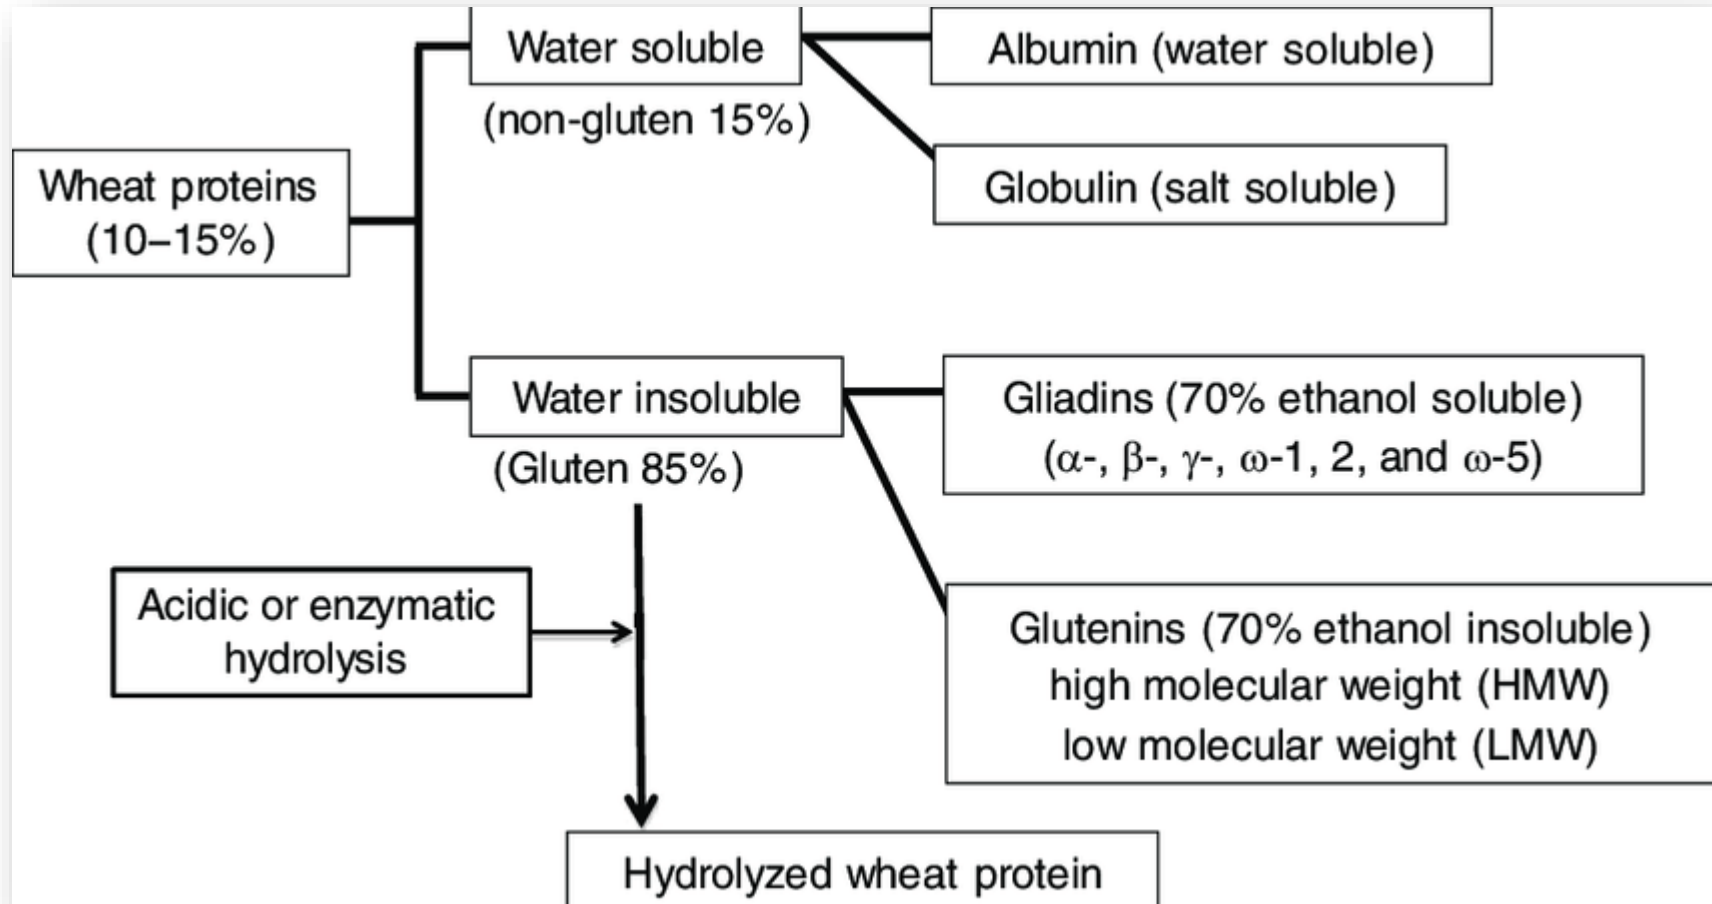 Water soluble
(non-gluten 15%)
Albumin (water soluble)
Globulin (salt soluble)
Wheat proteins
(10–15%)
Water insoluble
(Gluten 85%)
Gliadins (70% ethanol soluble)
(α-, β-, γ-, ω-1, 2, and ω-5)
Glutenins (70% ethanol insoluble)
high molecular weight (HMW)
low molecular weight (LMW)
Acidic or enzymatic
hydrolysis
Hydrolyzed wheat protein